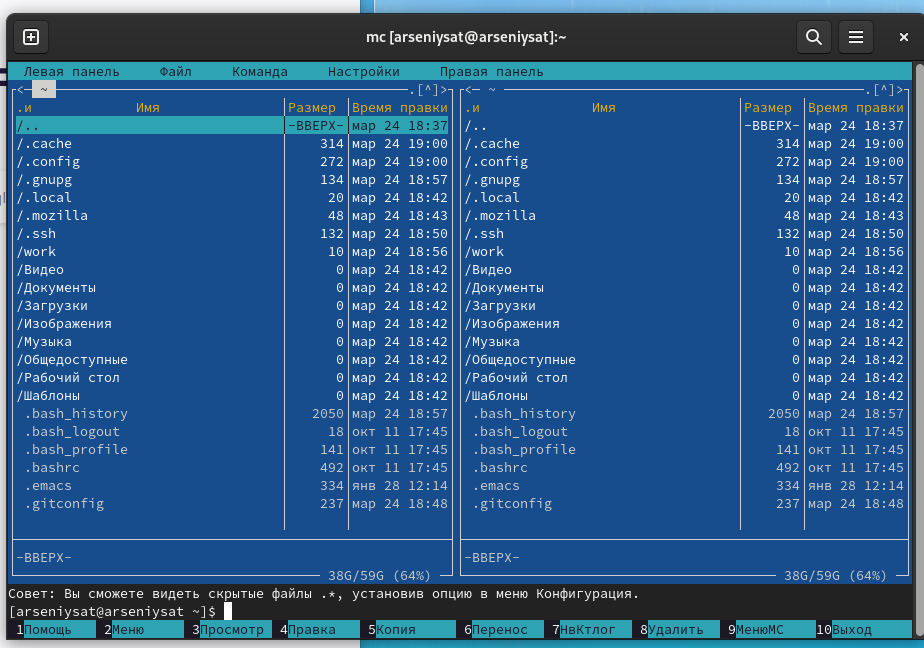 mc [arseniysat@arseniysat]:~
Левая панель Файл Команда Настройки Правая панель
<─ ~ .[^]> <─ ~ .[^]>
.и Имя Размер Время правки .и Имя Размер Время правки
/.. -ВВЕРХ- мар 24 18:37 /.. -ВВЕРХ- мар 24 18:37
/.cache 314 мар 24 19:00 /.cache 314 мар 24 19:00
/.config 272 мар 24 19:00 /.config 272 мар 24 19:00
/.gnupg 134 мар 24 18:57 /.gnupg 134 мар 24 18:57
/.local 20 мар 24 18:42 /.local 20 мар 24 18:42
/.mozilla 48 мар 24 18:43 /.mozilla 48 мар 24 18:43
/.ssh 132 мар 24 18:50 /.ssh 132 мар 24 18:50
/work 10 мар 24 18:56 /work 10 мар 24 18:56
/Видео 0 мар 24 18:42 /Видео 0 мар 24 18:42
/Документы 0 мар 24 18:42 /Документы 0 мар 24 18:42
/Загрузки 0 мар 24 18:42 /Загрузки 0 мар 24 18:42
/Изображения 0 мар 24 18:42 /Изображения 0 мар 24 18:42
/Музыка 0 мар 24 18:42 /Музыка 0 мар 24 18:42
/Общедоступные 0 мар 24 18:42 /Общедоступные 0 мар 24 18:42
/Рабочий стол 0 мар 24 18:42 /Рабочий стол 0 мар 24 18:42
/Шаблоны 0 мар 24 18:42 /Шаблоны 0 мар 24 18:42
.bash_history 2050 мар 24 18:57 .bash_history 2050 мар 24 18:57
.bash_logout 18 окт 11 17:45 .bash_logout 18 окт 11 17:45
.bash_profile 141 окт 11 17:45 .bash_profile 141 окт 11 17:45
.bashrc 492 окт 11 17:45 .bashrc 492 окт 11 17:45
.emacs 334 янв 28 12:14 .emacs 334 янв 28 12:14
.gitconfig 237 мар 24 18:48 .gitconfig 237 мар 24 18:48
-ВВЕРХ- -ВВЕРХ-
38G/59G (64%) 38G/59G (64%)
Совет: Вы сможете видеть скрытые файлы .*, установив опцию в меню Конфигурация.
[arseniysat@arseniysat ~]$
1Помощь 2Меню 3Просмотр 4Правка 5Копия 6Перенос 7НвКтлог 8Удалить 9МенюМС 10Выход